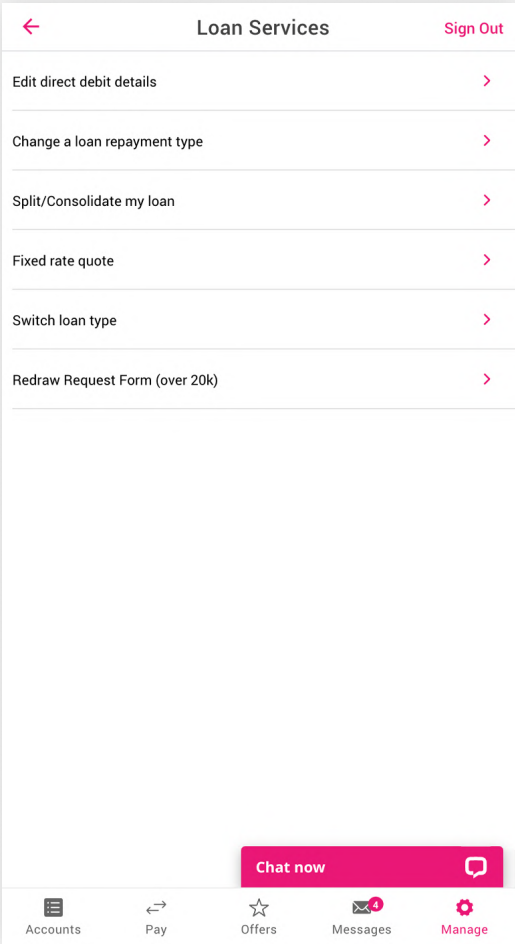 Loan Services
Sign Out
Edit direct debit details
Change a loan repayment type
Split/Consolidate my loan
Fixed rate quote
Switch loan type
Redraw Request Form (over 20k)
Chat now
4
Accounts
Pay
Offers
Messages
Manage